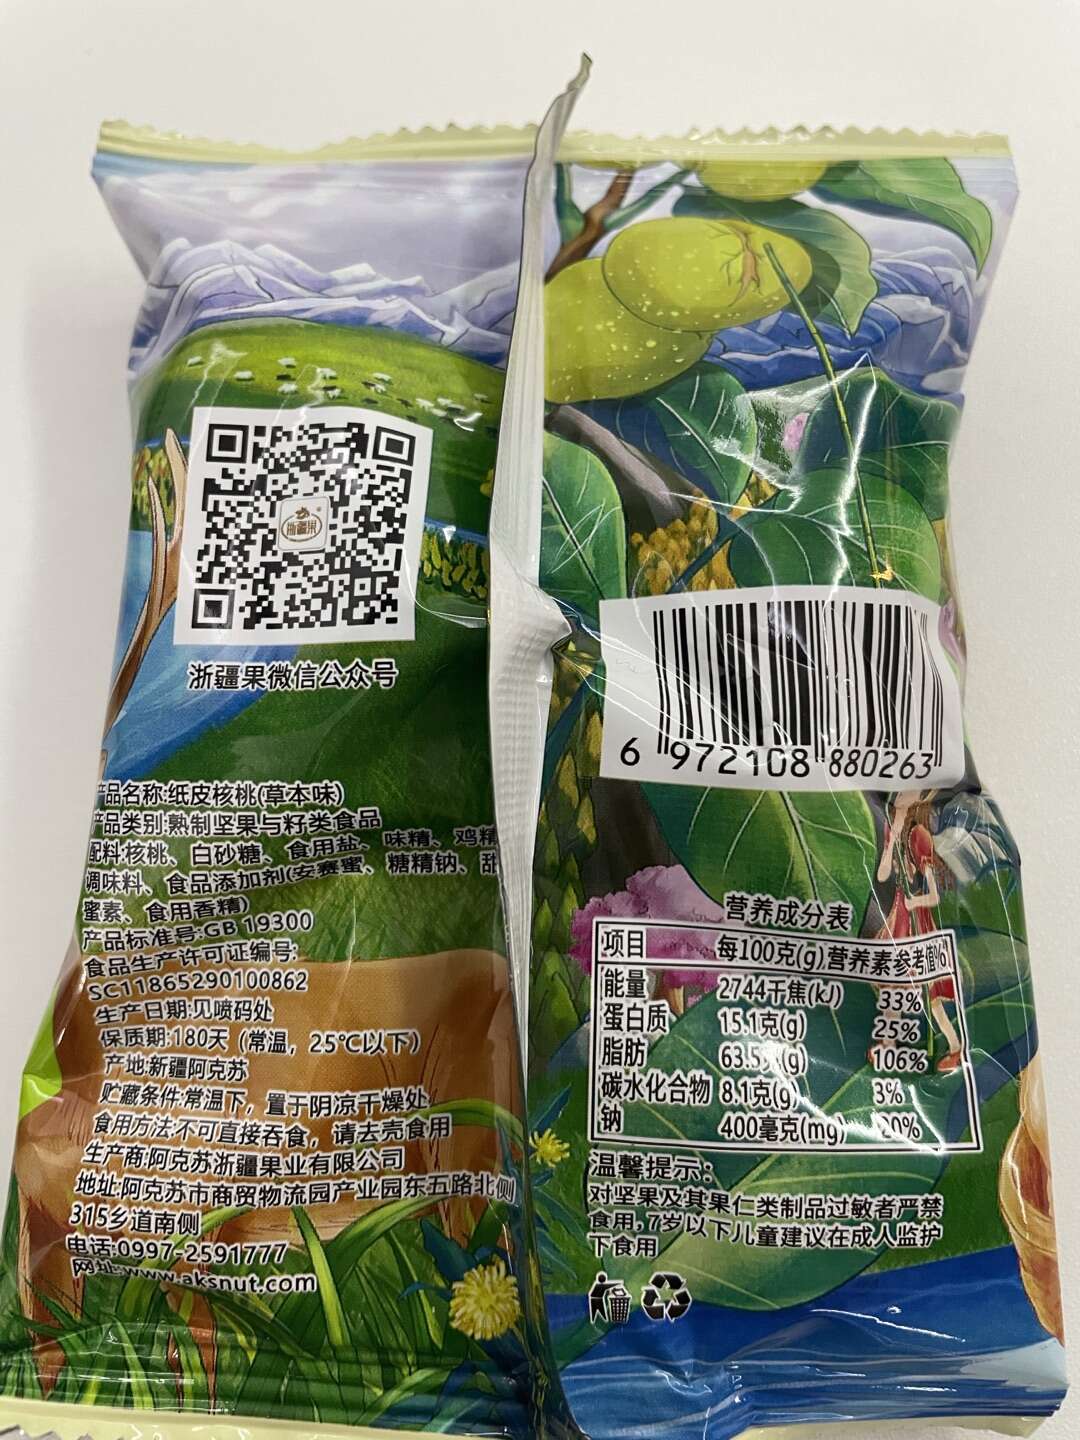 浙疆果
浙疆果微信公众号
产品名称:纸皮核桃(草本味)
产品类别:熟制坚果与籽类食品
配料:核桃、白砂糖、食用盐、味精、鸡精
调味料、食品添加剂(安赛蜜、糖精钠、甜
蜜素、食用香精)
产品标准号:GB 19300
食品生产许可证编号:
SC11865290100862
生产日期:见喷码处
保质期:180天（常温，25℃以下）
产地:新疆阿克苏
贮藏条件:常温下，置于阴凉干燥处
食用方法:不可直接吞食，请去壳食用
生产商:阿克苏浙疆果业有限公司
地址:阿克苏市商贸物流园产业园东五路北侧
315乡道南侧
电话:0997-2591777
网址:www.aksnut.com
6 972108 880263
营养成分表
项目 每100克(g) 营养素参考值%
能量 2744千焦(kJ) 33%
蛋白质 15.1克(g) 25%
脂肪 63.5克(g) 106%
碳水化合物 8.1克(g) 3%
钠 400毫克(mg) 20%
温馨提示:
对坚果及其果仁类制品过敏者严禁
食用,7岁以下儿童建议在成人监护
下食用